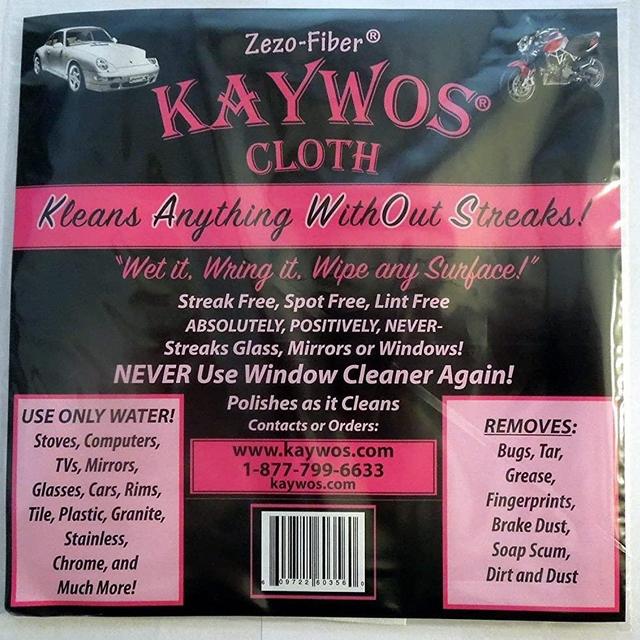 Zezo-Fiber®
KAYWOS®
CLOTH
Kleans Anything WithOut Streaks!
"Wet it, Wring it, Wipe any Surface!"
Streak Free, Spot Free, Lint Free
ABSOLUTELY, POSITIVELY, NEVER-
Streaks Glass, Mirrors or Windows!
NEVER Use Window Cleaner Again!
Polishes as it Cleans
Contacts or Orders:
www.kaywos.com
1-877-799-6633
kaywos.com
USE ONLY WATER!
Stoves, Computers,
TVs, Mirrors,
Glasses, Cars, Rims,
Tile, Plastic, Granite,
Stainless,
Chrome, and
Much More!
REMOVES:
Bugs, Tar,
Grease,
Fingerprints,
Brake Dust,
Soap Scum,
Dirt and Dust
6 09722 60356 0